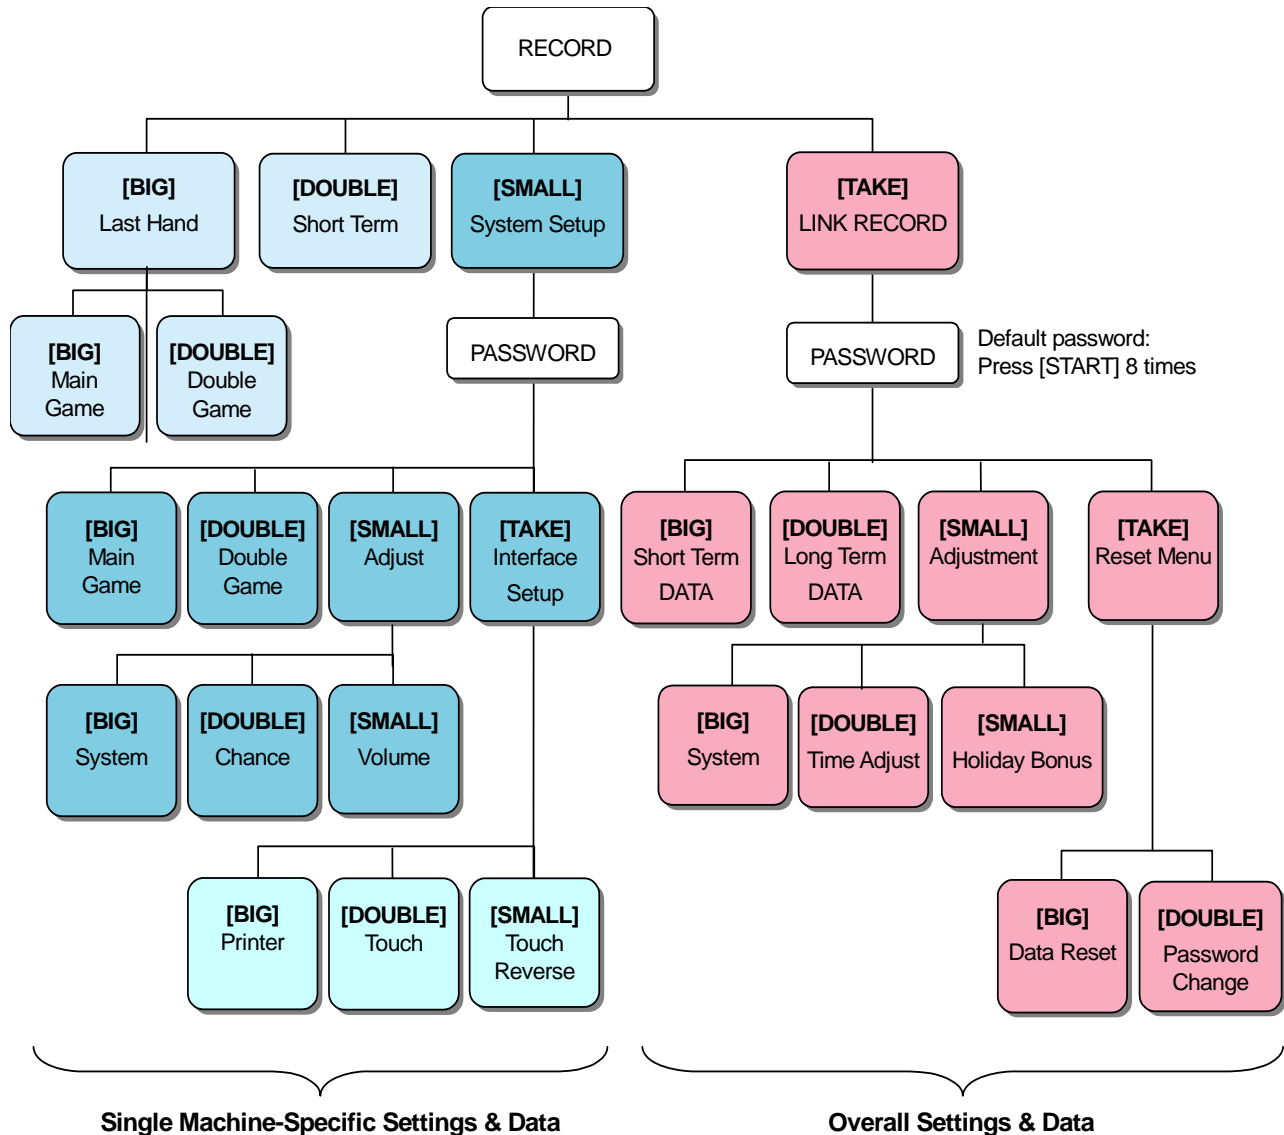 RECORD
[BIG]
Last Hand
[DOUBLE]
Short Term
[SMALL]
System Setup
[TAKE]
LINK RECORD
[BIG]
Main
Game
[DOUBLE]
Double
Game
PASSWORD
PASSWORD
Default password:
Press [START] 8 times
[BIG]
Main
Game
[DOUBLE]
Double
Game
[SMALL]
Adjust
[TAKE]
Interface
Setup
[BIG]
Short Term
DATA
[DOUBLE]
Long Term
DATA
[SMALL]
Adjustment
[TAKE]
Reset Menu
[BIG]
System
[DOUBLE]
Chance
[SMALL]
Volume
[BIG]
System
[DOUBLE]
Time Adjust
[SMALL]
Holiday Bonus
[BIG]
Printer
[DOUBLE]
Touch
[SMALL]
Touch
Reverse
[BIG]
Data Reset
[DOUBLE]
Password
Change
Single Machine-Specific Settings & Data
Overall Settings & Data